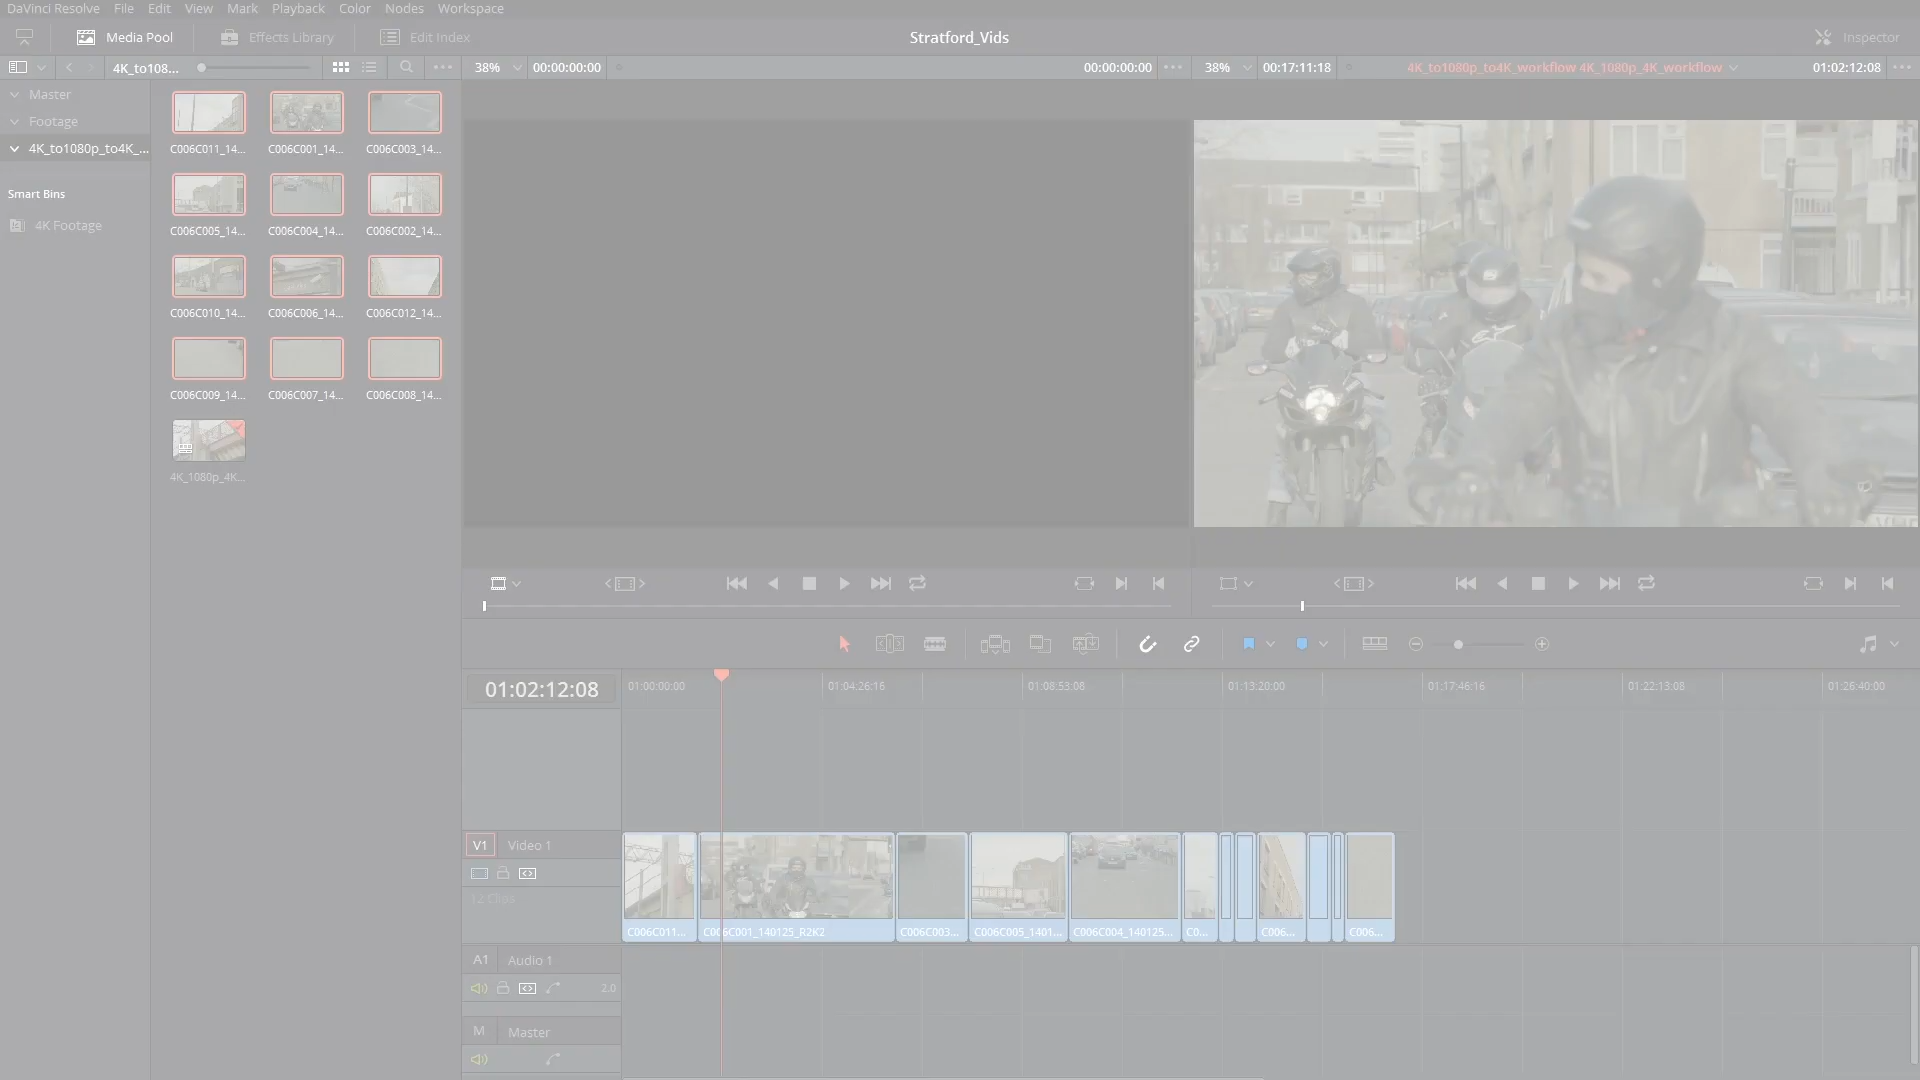 DaVinci Resolve File Edit View Mark Playback Color Nodes Workspace
Media Pool Effects Library Edit Index Stratford_Vids Inspector
4K_to108... 38% 00:00:00:00 00:00:00:00 38% 00:17:11:18 4K_to1080p_to4K_workflow 4K_1080p_4K_workflow 01:02:12:08
Master
Footage
4K_to1080p_to4K_...
Smart Bins
4K Footage
C006C011_14... C006C001_14... C006C003_14...
C006C005_14... C006C004_14... C006C002_14...
C006C010_14... C006C006_14... C006C012_14...
C006C009_14... C006C007_14... C006C008_14...
4K_1080p_4K...
01:02:12:08 01:00:00:00 01:04:26:16 01:08:53:08 01:13:20:00 01:17:46:16 01:22:13:08 01:26:40:00
V1 Video 1
12 Clips
C006C011... C006C001_140125_R2K2 C006C003... C006C005_1401... C006C004_140125... C0... C006... C006...
A1 Audio 1
2.0
M Master